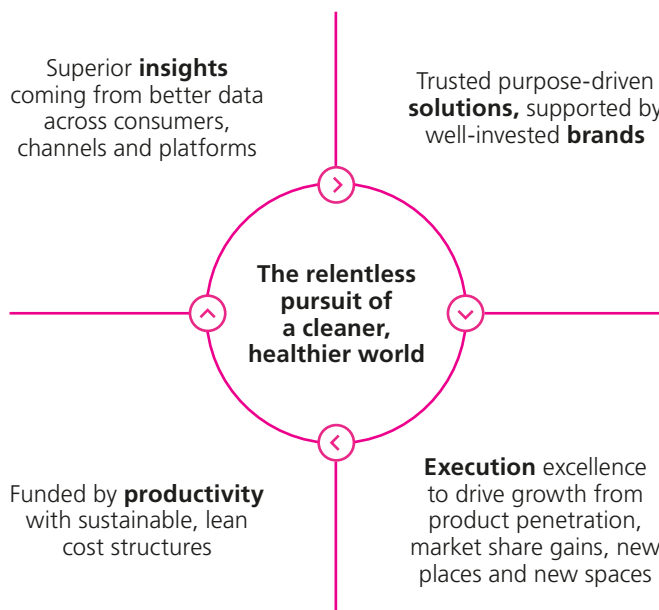 Superior insights
coming from better data
across consumers,
channels and platforms
Trusted purpose-driven
solutions, supported by
well-invested brands
The relentless
pursuit of
a cleaner,
healthier world
Funded by productivity
with sustainable, lean
cost structures
Execution excellence
to drive growth from
product penetration,
market share gains, new
places and new spaces